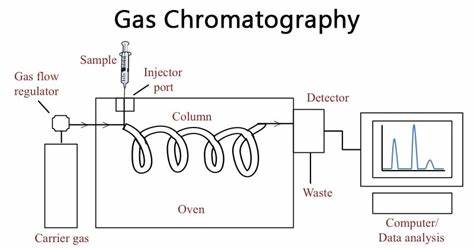 Gas Chromatography
Sample
Gas flow
regulator
Injector
port
Column
Detector
Waste
Oven
Carrier gas
Computer/
Data analysis